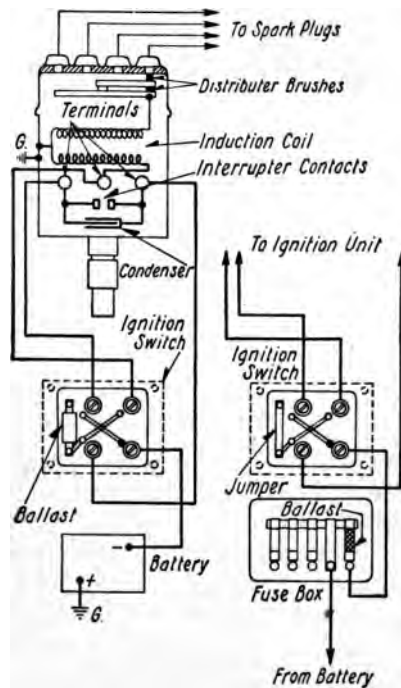 To Spark Plugs
Distributer Brushes
Terminals
G.
Induction Coil
Interrupter Contacts
Condenser
To Ignition Unit
Ignition
Switch
Ignition
Switch
Jumper
Ballast
Ballast
-
Battery
+
G.
Fuse Box
From Battery